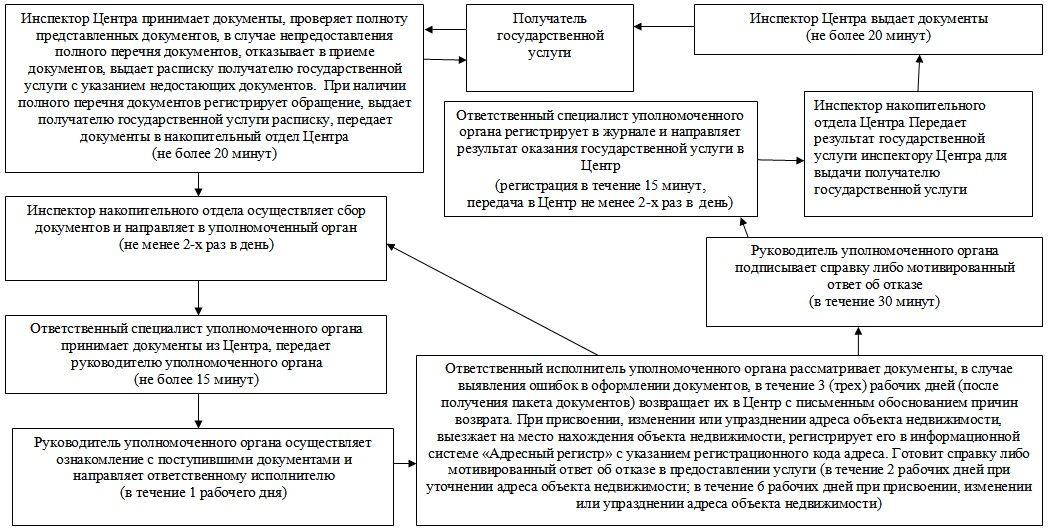 Инспектор Центра принимает документы, проверяет полноту
представленных документов, в случае непредоставления
полного перечня документов, отказывает в приеме
документов, выдает расписку получателю государственной
услуги с указанием недостающих документов. При наличии
полного перечня документов регистрирует обращение, выдает
получателю государственной услуги расписку, передает
документы в накопительный отдел Центра
(не более 20 минут)
Получатель
государственной
услуги
Инспектор Центра выдает документы
(не более 20 минут)
Ответственный специалист уполномоченного
органа регистрирует в журнале и направляет
результат оказания государственной услуги в
Центр
(регистрация в течение 15 минут,
передача в Центр не менее 2-х раз в день)
Инспектор накопительного
отдела Центра Передает
результат государственной
услуги инспектору Центра для
выдачи получателю
государственной услуги
Инспектор накопительного отдела осуществляет сбор
документов и направляет в уполномоченный орган
(не менее 2-х раз в день)
Руководитель уполномоченного органа
подписывает справку либо мотивированный
ответ об отказе
(в течение 30 минут)
Ответственный специалист уполномоченного органа
принимает документы из Центра, передает
руководителю уполномоченного органа
(не более 15 минут)
Ответственный исполнитель уполномоченного органа рассматривает документы, в случае
выявления ошибок в оформлении документов, в течение 3 (трех) рабочих дней (после
получения пакета документов) возвращает их в Центр с письменным обоснованием причин
возврата. При присвоении, изменении или упразднении адреса объекта недвижимости,
выезжает на место нахождения объекта недвижимости, регистрирует его в информационной
системе «Адресный регистр» с указанием регистрационного кода адреса. Готовит справку либо
мотивированный ответ об отказе в предоставлении услуги (в течение 2 рабочих дней при
уточнении адреса объекта недвижимости; в течение 6 рабочих дней при присвоении, изменении
или упразднении адреса объекта недвижимости)
Руководитель уполномоченного органа осуществляет
ознакомление с поступившими документами и
направляет ответственному исполнителю
(в течение 1 рабочего дня)